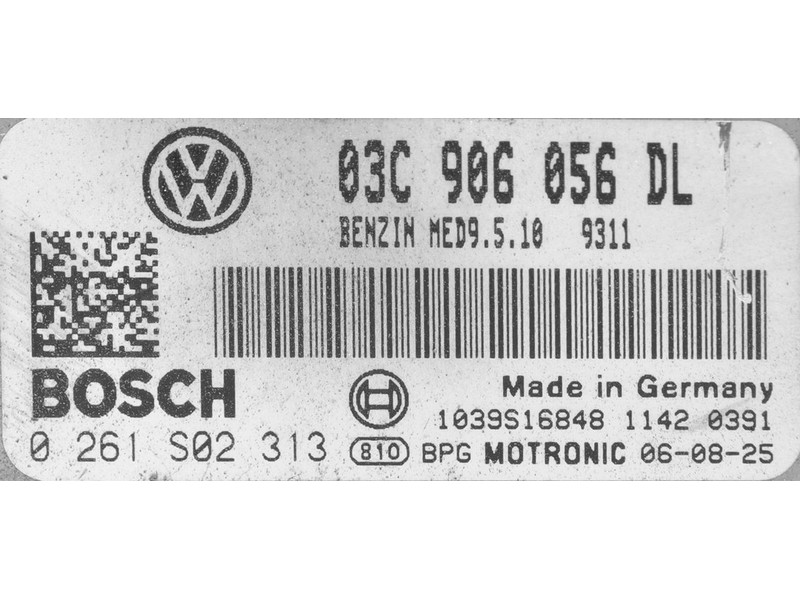 03C 906 056 DL
BENZIN MED9.5.10 9311
BOSCH
Made in Germany
1039S16848 1142 0391
0 261 S02 313 810 BPG MOTRONIC 06-08-25